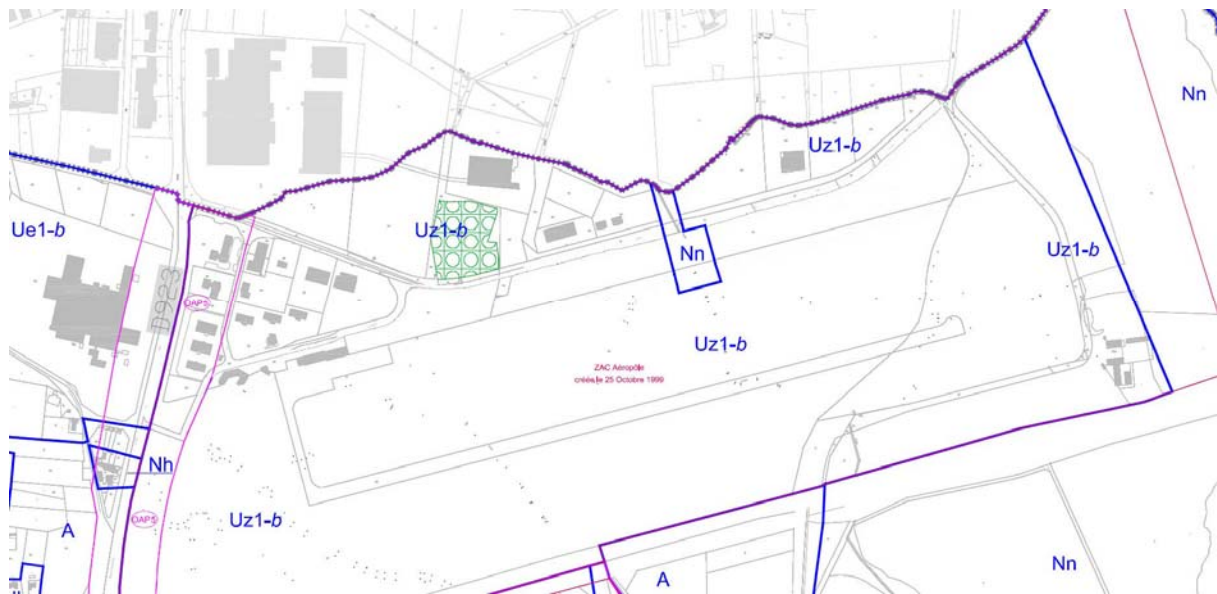 Nn
Uz1-b
Ue1-b
Uz1-b
Nn
Uz1-b
D923
OAP5
Uz1-b
ZAC Aéropôle
créée le 25 Octobre 1999
Nh
OAP5
Uz1-b
A
A
Nn